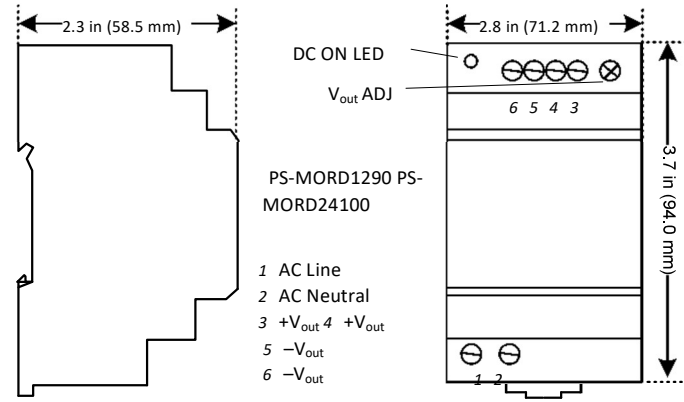 2.3 in (58.5 mm)
2.8 in (71.2 mm)
DC ON LED
Vout ADJ
6 5 4 3
3.7 in (94.0 mm)
PS-MORD1290 PS-
MORD24100
1 AC Line
2 AC Neutral
3 +Vout 4 +Vout
5 –Vout
6 –Vout
1 2